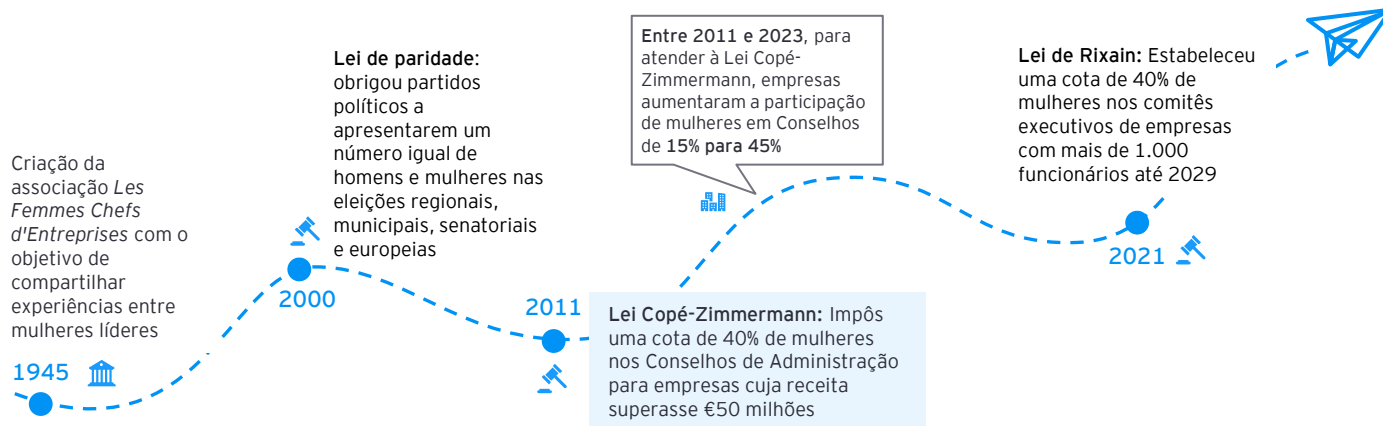 Criação da
associação Les
Femmes Chefs
d'Entreprises com o
objetivo de
compartilhar
experiências entre
mulheres líderes
1945
Lei de paridade:
obrigou partidos
políticos a
apresentarem um
número igual de
homens e mulheres nas
eleições regionais,
municipais, senatoriais
e europeias
2000
2011
Lei Copé-Zimmermann: Impôs
uma cota de 40% de mulheres
nos Conselhos de Administração
para empresas cuja receita
superasse €50 milhões
Entre 2011 e 2023, para
atender à Lei Copé-
Zimmermann, empresas
aumentaram a participação
de mulheres em Conselhos
de 15% para 45%
Lei de Rixain: Estabeleceu
uma cota de 40% de
mulheres nos comitês
executivos de empresas
com mais de 1.000
funcionários até 2029
2021